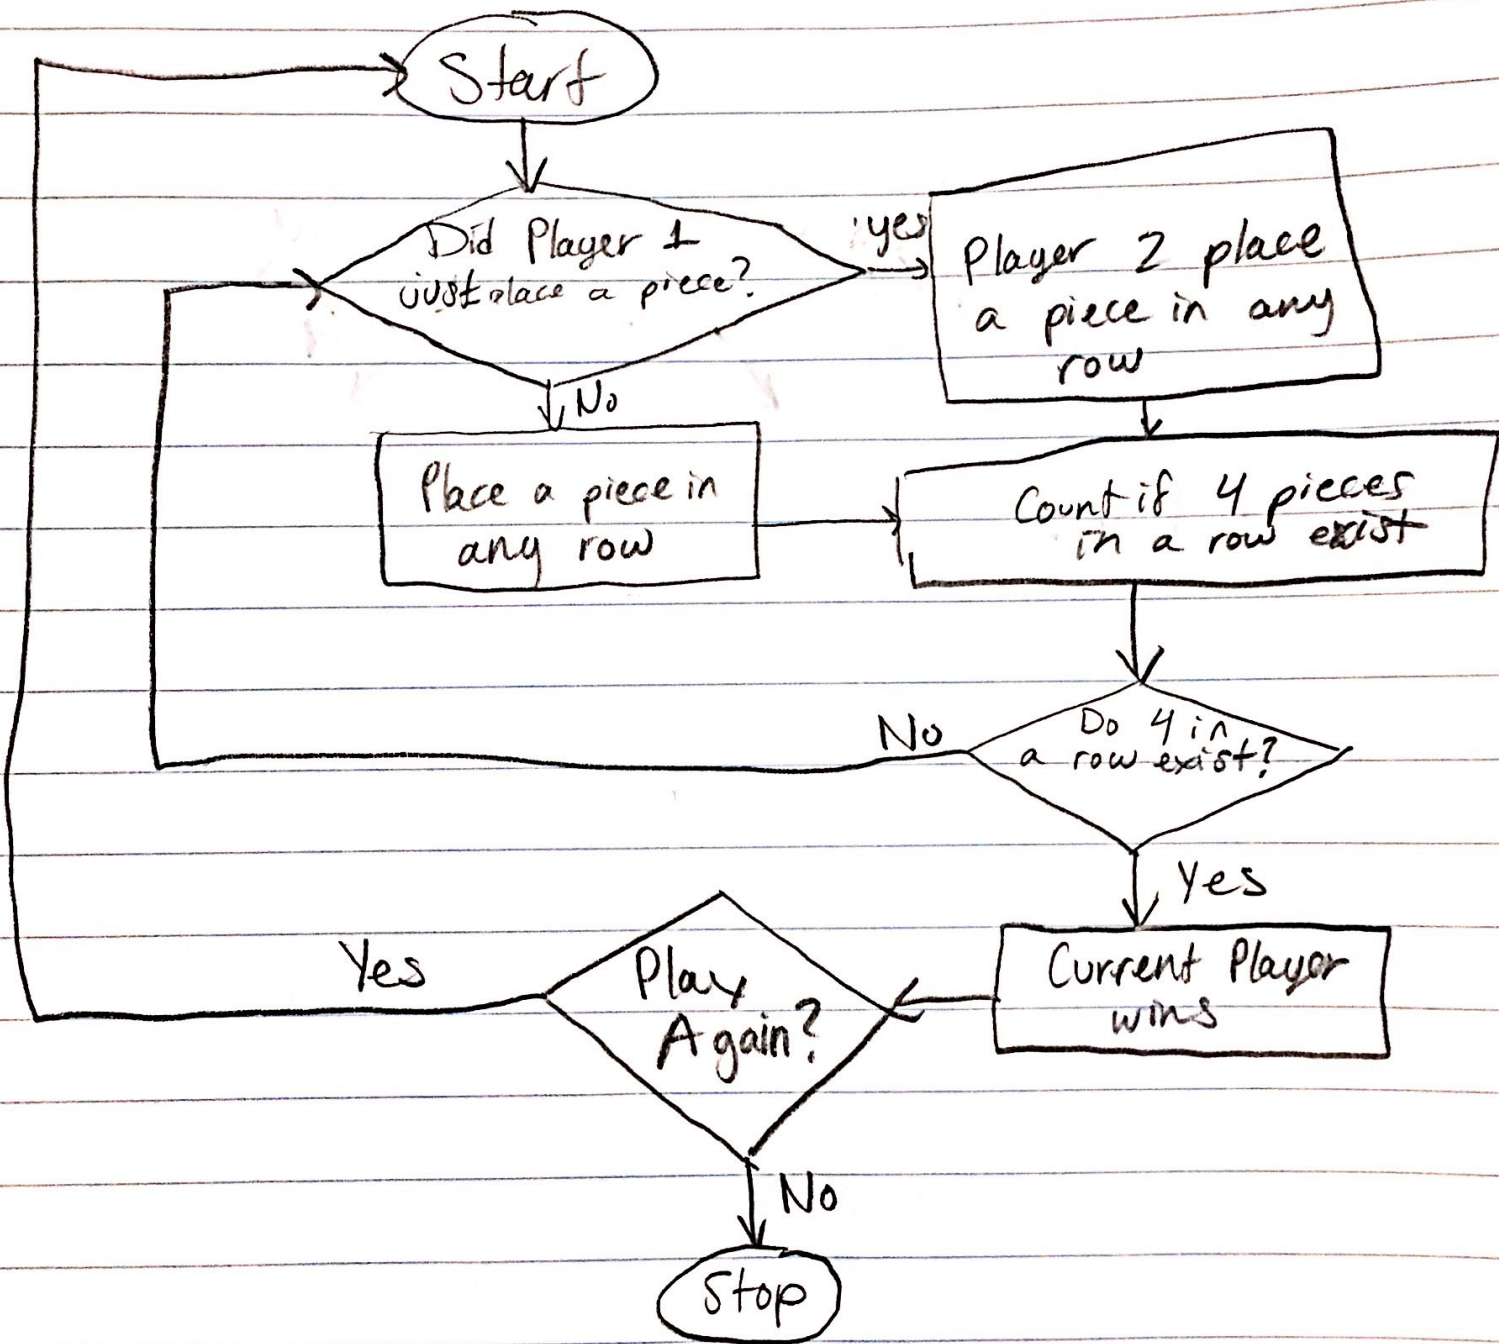 Start
Did Player 1
just place a piece?
yes
Player 2 place
a piece in any
row
No
Place a piece in
any row
Count if 4 pieces
in a row exist
Do 4 in
a row exist?
No
Yes
Current Player
wins
Play
Again?
Yes
No
Stop